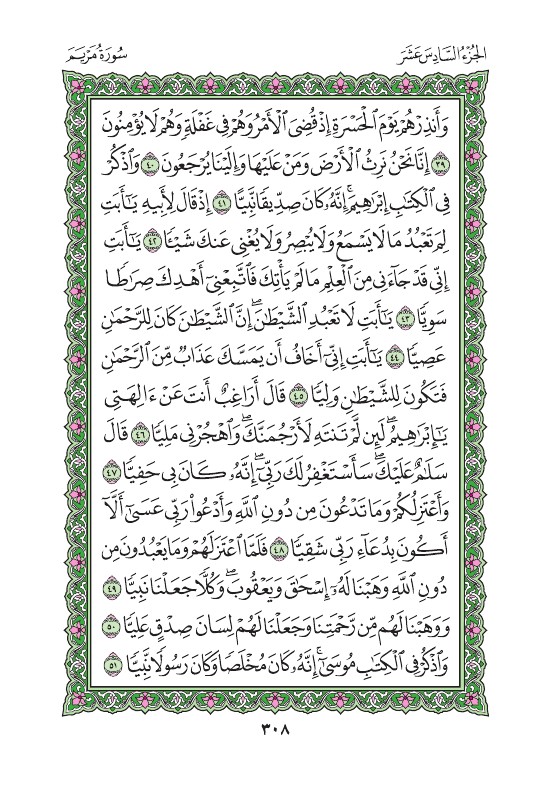 الجُزْءُ السَّادِسَ عَشَرَ
سُورَةُ مَرْيَمَ
وَأَنذِرْهُمْ يَوْمَ ٱلْحَسْرَةِ إِذْ قُضِىَ ٱلْأَمْرُ وَهُمْ فِى غَفْلَةٍ وَهُمْ لَا يُؤْمِنُونَ
٣٩ إِنَّا نَحْنُ نَرِثُ ٱلْأَرْضَ وَمَنْ عَلَيْهَا وَإِلَيْنَا يُرْجَعُونَ ٤٠ وَٱذْكُرْ
فِى ٱلْكِتَٰبِ إِبْرَٰهِيمَ ۚ إِنَّهُۥ كَانَ صِدِّيقًا نَّبِيًّا ٤١ إِذْ قَالَ لِأَبِيهِ يَٰٓأَبَتِ
لِمَ تَعْبُدُ مَا لَا يَسْمَعُ وَلَا يُبْصِرُ وَلَا يُغْنِى عَنكَ شَيْـًٔا ٤٢ يَٰٓأَبَتِ
إِنِّى قَدْ جَآءَنِى مِنَ ٱلْعِلْمِ مَا لَمْ يَأْتِكَ فَٱتَّبِعْنِىٓ أَهْدِكَ صِرَٰطًا
سَوِيًّا ٤٣ يَٰٓأَبَتِ لَا تَعْبُدِ ٱلشَّيْطَٰنَ ۖ إِنَّ ٱلشَّيْطَٰنَ كَانَ لِلرَّحْمَٰنِ
عَصِيًّا ٤٤ يَٰٓأَبَتِ إِنِّىٓ أَخَافُ أَن يَمَسَّكَ عَذَابٌ مِّنَ ٱلرَّحْمَٰنِ
فَتَكُونَ لِلشَّيْطَٰنِ وَلِيًّا ٤٥ قَالَ أَرَاغِبٌ أَنتَ عَنْ ءَالِهَتِى
يَٰٓإِبْرَٰهِيمُ ۖ لَئِن لَّمْ تَنتَهِ لَأَرْجُمَنَّكَ ۖ وَٱهْجُرْنِى مَلِيًّا ٤٦ قَالَ
سَلَٰمٌ عَلَيْكَ ۖ سَأَسْتَغْفِرُ لَكَ رَبِّىٓ ۖ إِنَّهُۥ كَانَ بِى حَفِيًّا ٤٧
وَأَعْتَزِلُكُمْ وَمَا تَدْعُونَ مِن دُونِ ٱللَّهِ وَأَدْعُوا۟ رَبِّى عَسَىٰٓ أَلَّآ
أَكُونَ بِدُعَآءِ رَبِّى شَقِيًّا ٤٨ فَلَمَّا ٱعْتَزَلَهُمْ وَمَا يَعْبُدُونَ مِن
دُونِ ٱللَّهِ وَهَبْنَا لَهُۥٓ إِسْحَٰقَ وَيَعْقُوبَ ۖ وَكُلًّا جَعَلْنَا نَبِيًّا ٤٩
وَوَهَبْنَا لَهُم مِّن رَّحْمَتِنَا وَجَعَلْنَا لَهُمْ لِسَانَ صِدْقٍ عَلِيًّا ٥٠
وَٱذْكُرْ فِى ٱلْكِتَٰبِ مُوسَىٰٓ ۚ إِنَّهُۥ كَانَ مُخْلَصًا وَكَانَ رَسُولًا نَّبِيًّا ٥١
٣٠٨